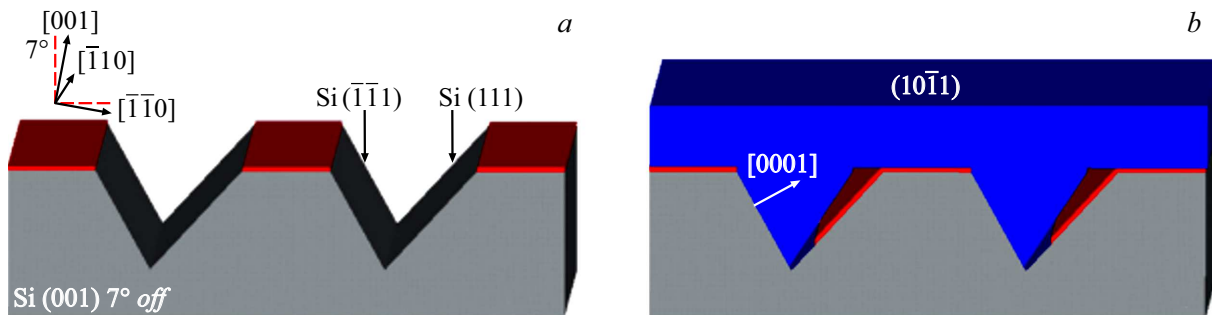 [001]
7°
[1̅10]
[1̅1̅0]
Si (1̅1̅1)
Si (111)
a
Si (001) 7° off
b
(101̅1)
[0001]